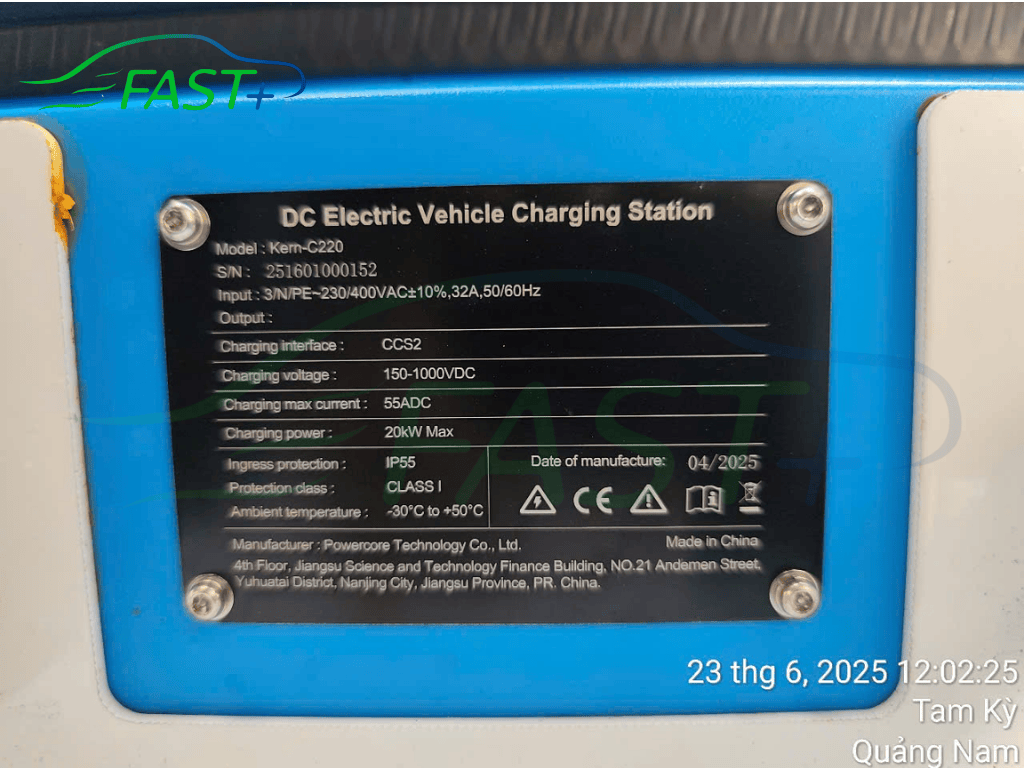 FAST+
DC Electric Vehicle Charging Station
Model : Kern-C220
S/N : 251601000152
Input : 3/N/PE~230/400VAC±10%,32A,50/60Hz
Output :
Charging interface : CCS2
Charging voltage : 150-1000VDC
Charging max current : 55ADC
Charging power : 20kW Max
Ingress protection : IP55
Protection class : CLASS I
Ambient temperature : -30°C to +50°C
Date of manufacture: 04/2025
CE
Manufacturer : Powercore Technology Co., Ltd.
Made in China
4th Floor, Jiangsu Science and Technology Finance Building, NO.21 Andemen Street,
Yuhuatai District, Nanjing City, Jiangsu Province, PR. China.
FAST+
23 thg 6, 2025 12:02:25
Tam Kỳ
Quảng Nam